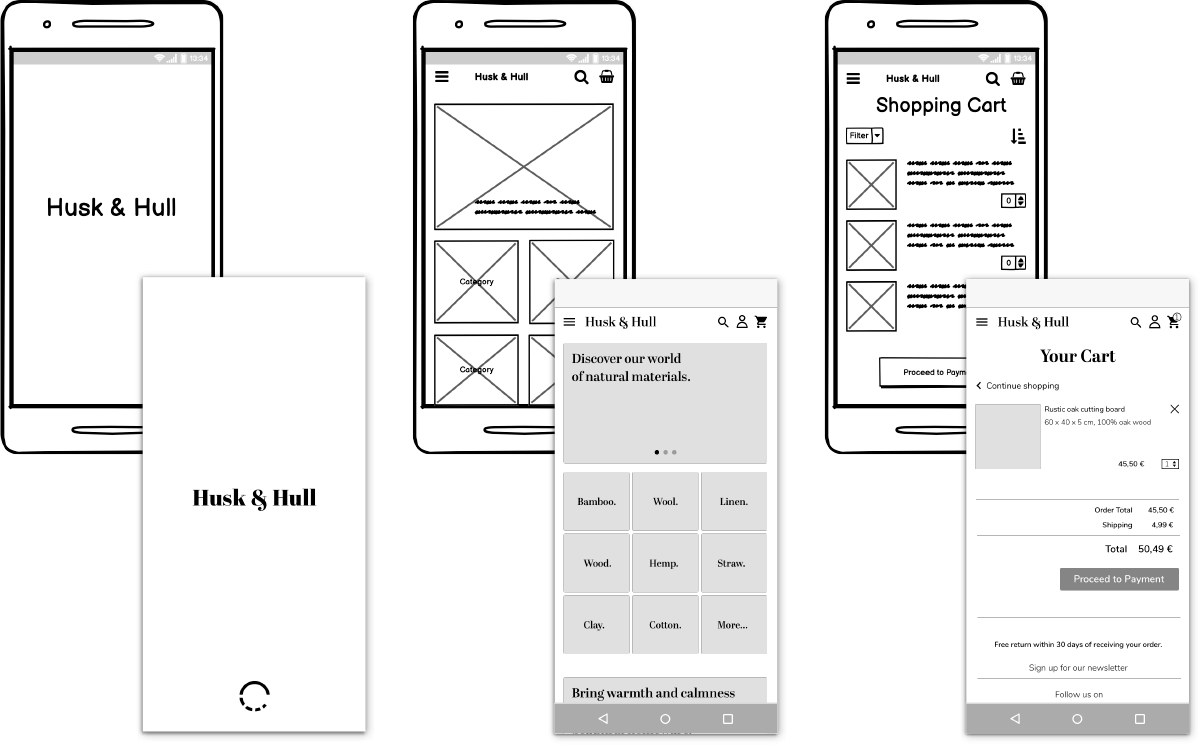 13:34
Husk & Hull
Husk & Hull
13:34
Husk & Hull
Category
Category
Husk & Hull
Discover our world
of natural materials.
Bamboo.
Wool.
Linen.
Wood.
Hemp.
Straw.
Clay.
Cotton.
More...
Bring warmth and calmness
13:34
Husk & Hull
Shopping Cart
Filter
0
0
Proceed to Paym
Husk & Hull
1
Your Cart
Continue shopping
Rustic oak cutting board
60 x 40 x 5 cm, 100% oak wood
45,50 €
1
Order Total 45,50 €
Shipping 4,99 €
Total 50,49 €
Proceed to Payment
Free return within 30 days of receiving your order.
Sign up for our newsletter
Follow us on